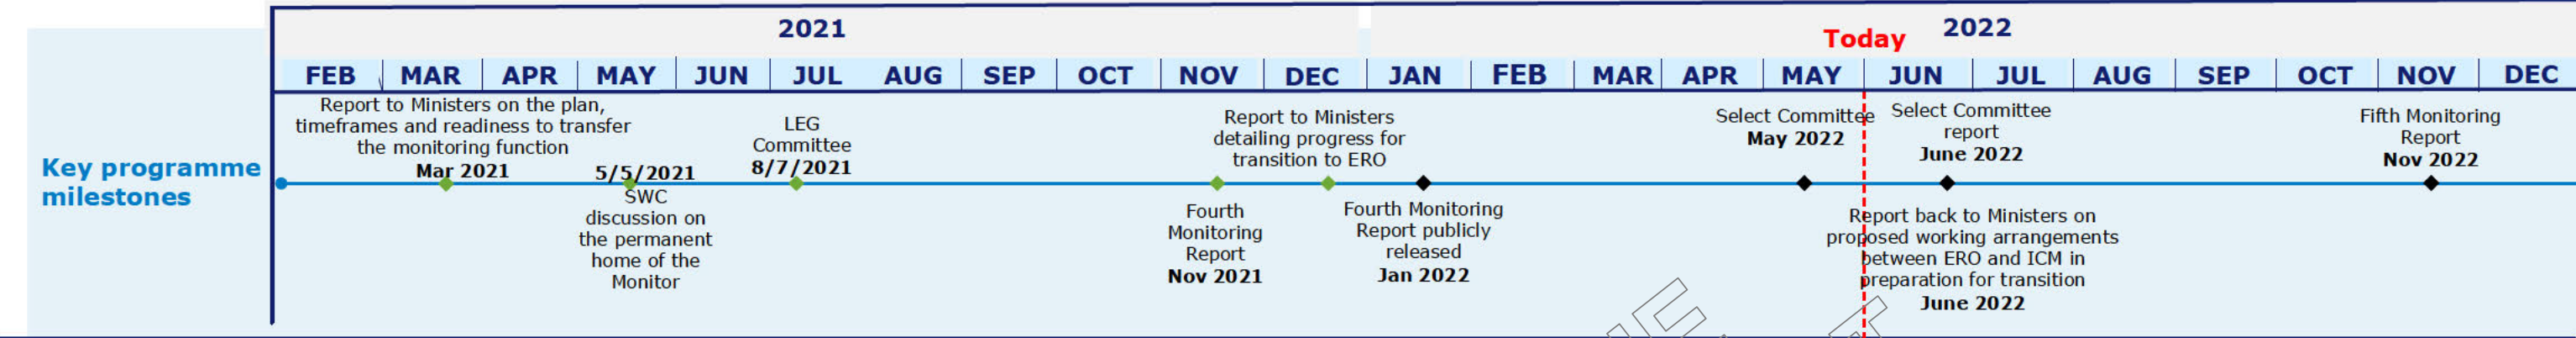 2021
Today
2022
FEB MAR APR MAY JUN JUL AUG SEP OCT NOV DEC JAN FEB MAR APR MAY JUN JUL AUG SEP OCT NOV DEC
Key programme
milestones
Report to Ministers on the plan,
timeframes and readiness to transfer
the monitoring function
Mar 2021
5/5/2021
SWC
discussion on
the permanent
home of the
Monitor
LEG
Committee
8/7/2021
Fourth
Monitoring
Report
Nov 2021
Report to Ministers
detailing progress for
transition to ERO
Fourth Monitoring
Report publicly
released
Jan 2022
Select Committee
May 2022
Select Committee
report
June 2022
Report back to Ministers on
proposed working arrangements
between ERO and ICM in
preparation for transition
June 2022
Fifth Monitoring
Report
Nov 2022